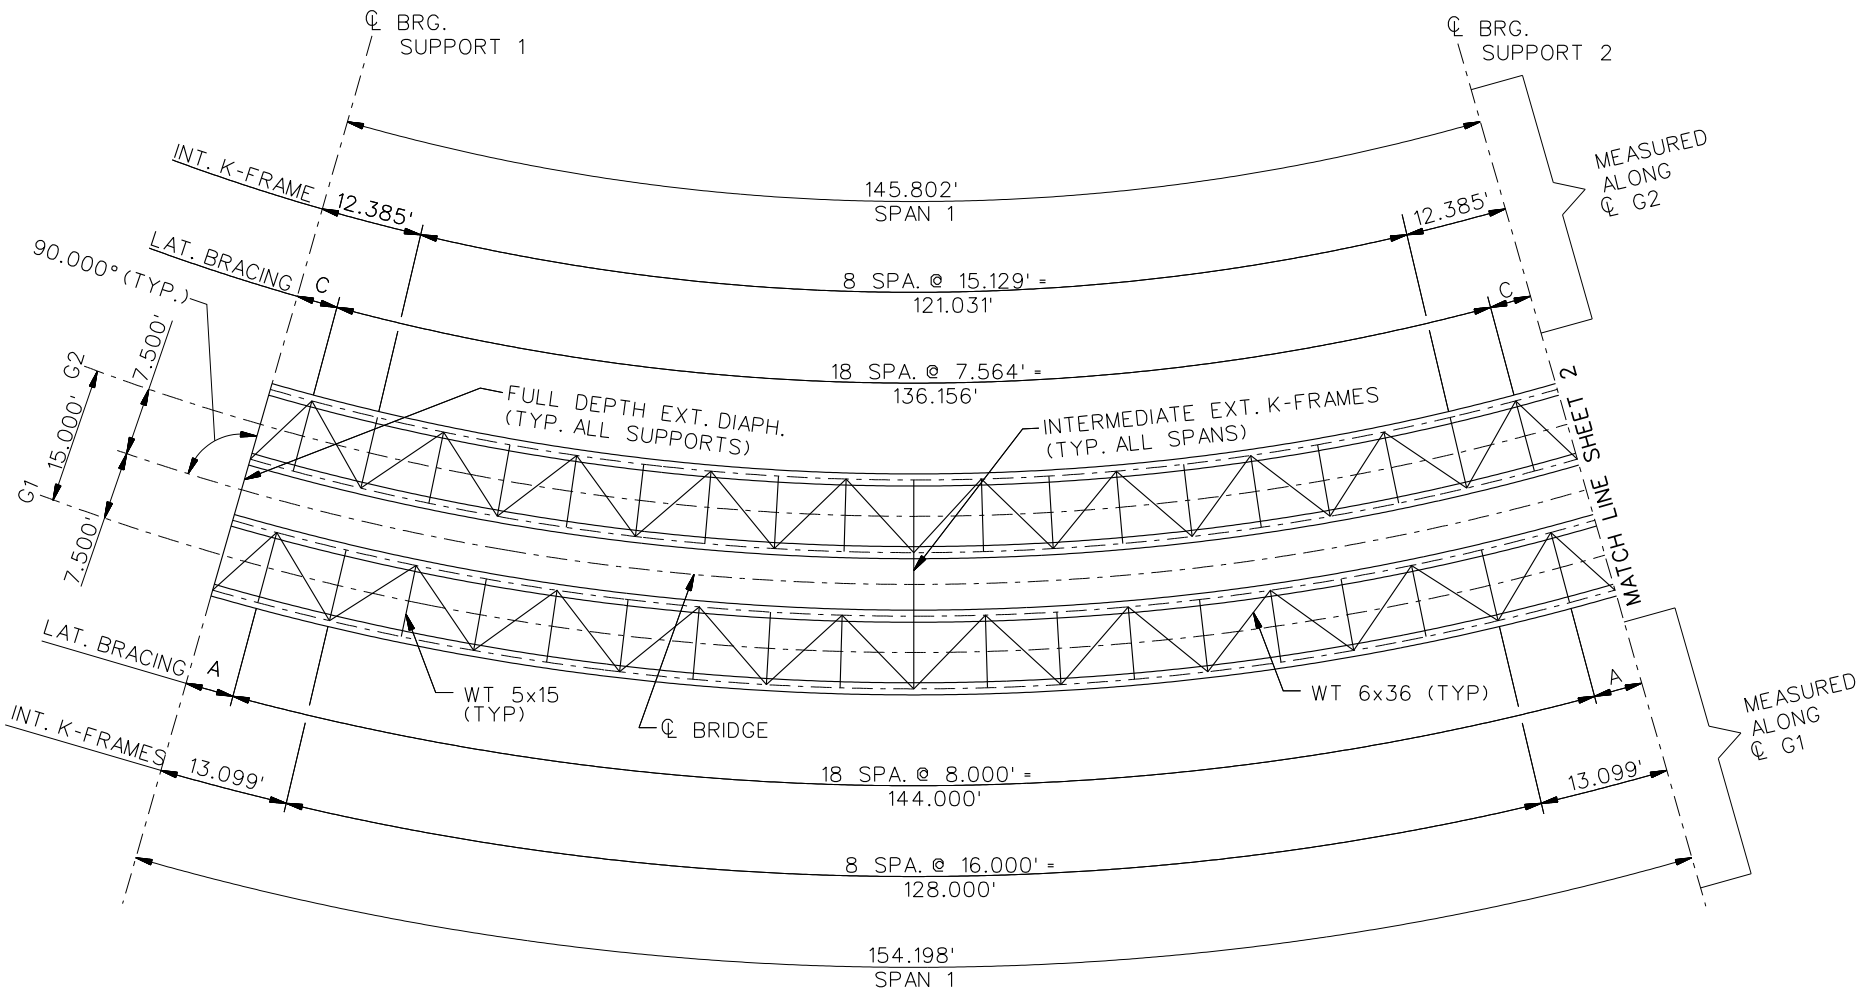 ℄ BRG.
SUPPORT 1
℄ BRG.
SUPPORT 2
145.802'
SPAN 1
MEASURED
ALONG
℄ G2
INT. K-FRAME
12.385'
12.385'
8 SPA. @ 15.129' =
121.031'
LAT. BRACING
C
C
90.000° (TYP.)
18 SPA. @ 7.564' =
136.156'
G2
7.500'
15.000'
G1
7.500'
FULL DEPTH EXT. DIAPH.
(TYP. ALL SUPPORTS)
INTERMEDIATE EXT. K-FRAMES
(TYP. ALL SPANS)
MATCH LINE SHEET 2
LAT. BRACING
A
A
WT 5x15
(TYP)
℄ BRIDGE
WT 6x36 (TYP)
MEASURED
ALONG
℄ G1
INT. K-FRAMES
13.099'
13.099'
18 SPA. @ 8.000' =
144.000'
8 SPA. @ 16.000' =
128.000'
154.198'
SPAN 1